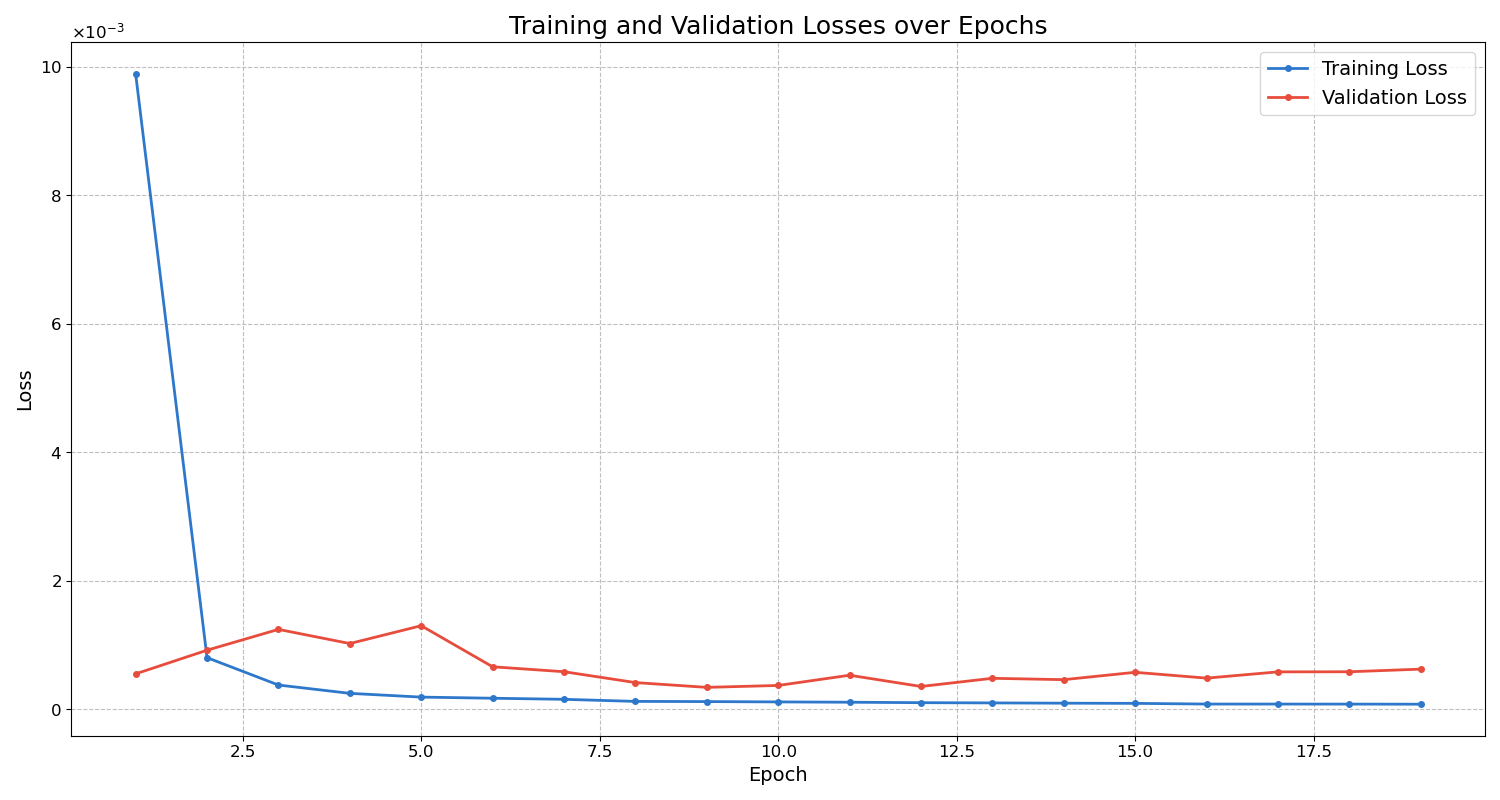 Training and Validation Losses over Epochs
×10⁻³
10
8
6
4
2
0
Loss
Training Loss
Validation Loss
2.5 5.0 7.5 10.0 12.5 15.0 17.5
Epoch